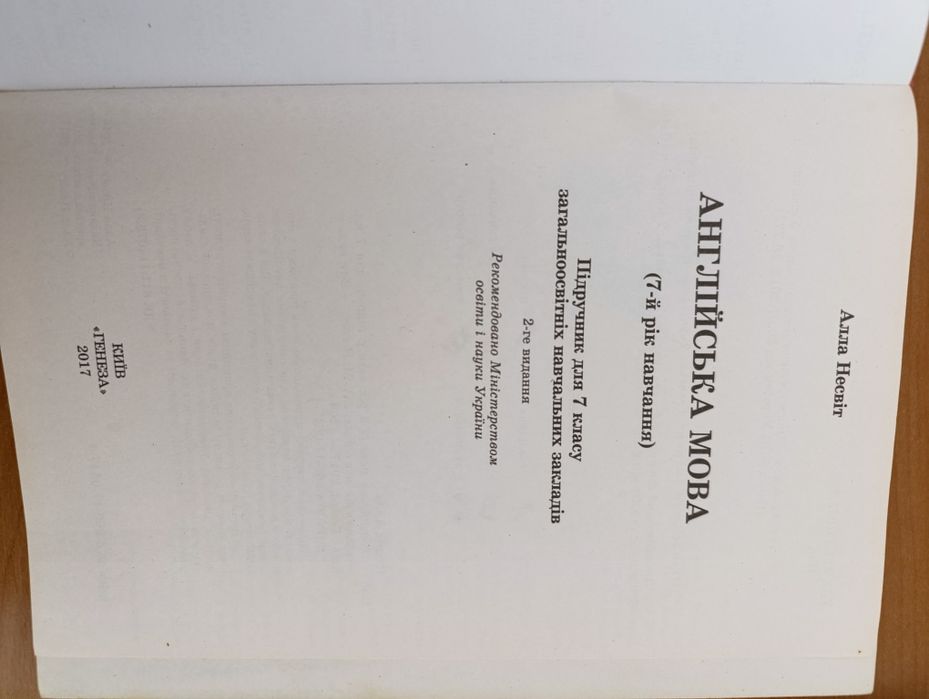 Алла Несвіт
АНГЛІЙСЬКА МОВА
(7-й рік навчання)
Підручник для 7 класу
загальноосвітніх навчальних закладів
2-ге видання
Рекомендовано Міністерством
освіти і науки України
КИЇВ
«ГЕНЕЗА»
2017